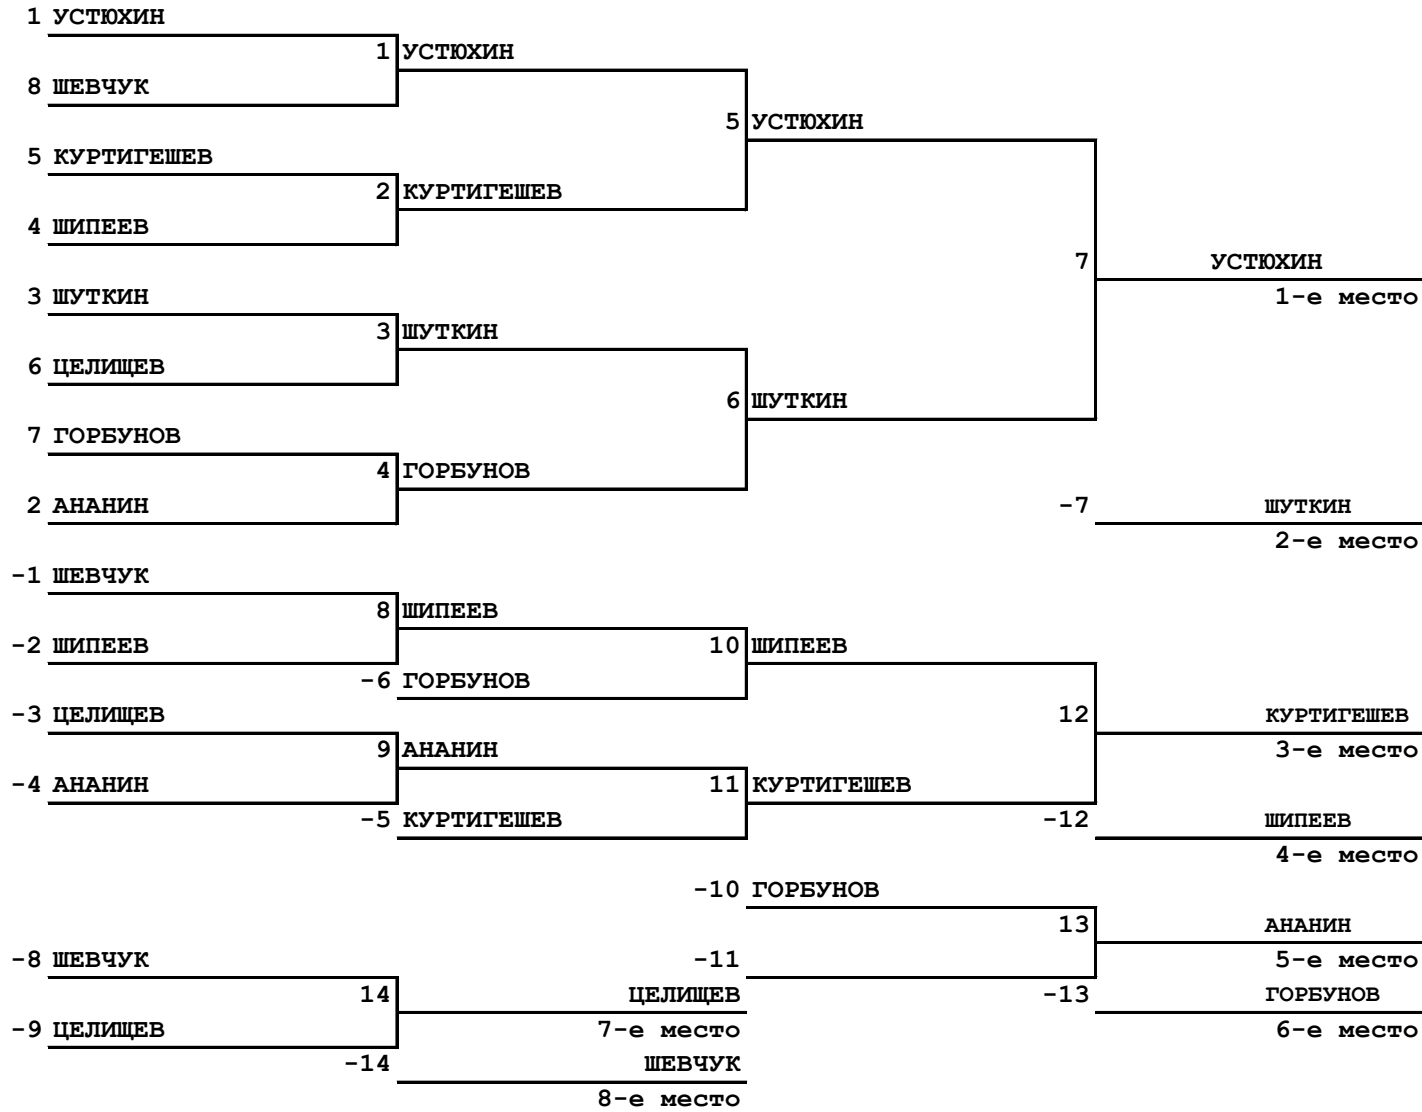 1 УСТЮХИН
1 УСТЮХИН
8 ШЕВЧУК
5 УСТЮХИН
5 КУРТИГЕШЕВ
2 КУРТИГЕШЕВ
4 ШИПЕЕВ
7 УСТЮХИН
1-е место
3 ШУТКИН
3 ШУТКИН
6 ЦЕЛИЩЕВ
6 ШУТКИН
7 ГОРБУНОВ
4 ГОРБУНОВ
2 АНАНИН
-7 ШУТКИН
2-е место
-1 ШЕВЧУК
8 ШИПЕЕВ
-2 ШИПЕЕВ
10 ШИПЕЕВ
-6 ГОРБУНОВ
-3 ЦЕЛИЩЕВ
12 КУРТИГЕШЕВ
9 АНАНИН
3-е место
-4 АНАНИН
11 КУРТИГЕШЕВ
-5 КУРТИГЕШЕВ
-12 ШИПЕЕВ
4-е место
-10 ГОРБУНОВ
13 АНАНИН
-8 ШЕВЧУК
-11
5-е место
14 ЦЕЛИЩЕВ
-13 ГОРБУНОВ
-9 ЦЕЛИЩЕВ
7-е место
6-е место
-14 ШЕВЧУК
8-е место